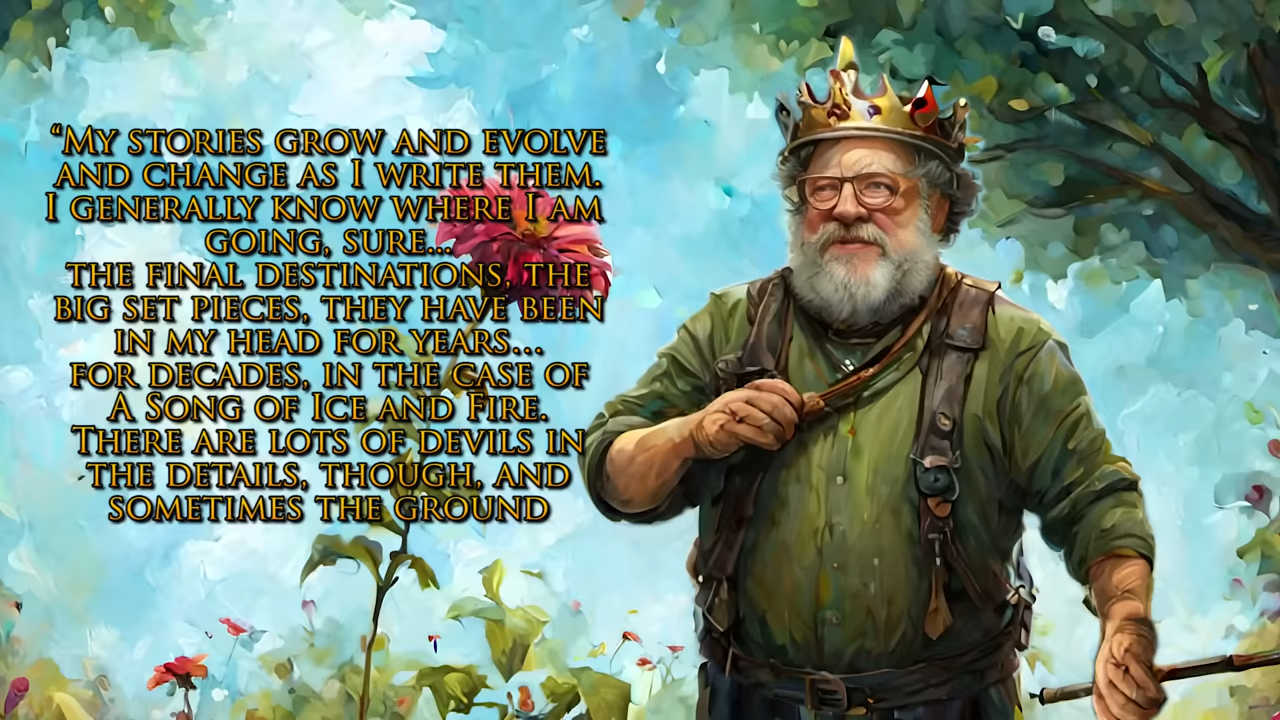 “My stories grow and evolve
and change as I write them.
I generally know where I am
going, sure...
the final destinations, the
big set pieces, they have been
in my head for years...
for decades, in the case of
A Song of Ice and Fire.
There are lots of devils in
the details, though, and
sometimes the ground